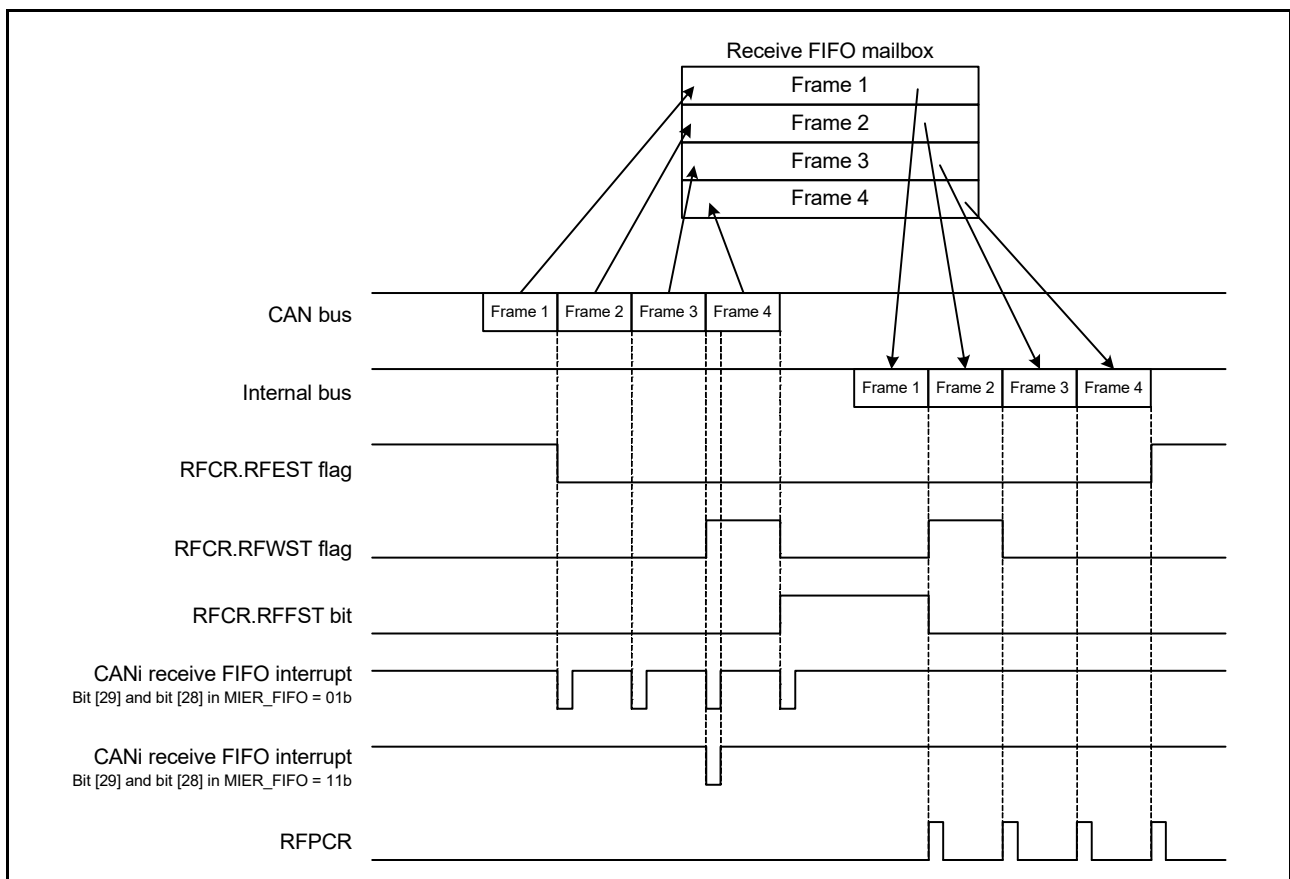 Receive FIFO mailbox
Frame 1
Frame 2
Frame 3
Frame 4
CAN bus
Frame 1 Frame 2 Frame 3 Frame 4
Internal bus
Frame 1 Frame 2 Frame 3 Frame 4
RFCR.RFEST flag
RFCR.RFWST flag
RFCR.RFFST bit
CANi receive FIFO interrupt
Bit [29] and bit [28] in MIER_FIFO = 01b
CANi receive FIFO interrupt
Bit [29] and bit [28] in MIER_FIFO = 11b
RFPCR